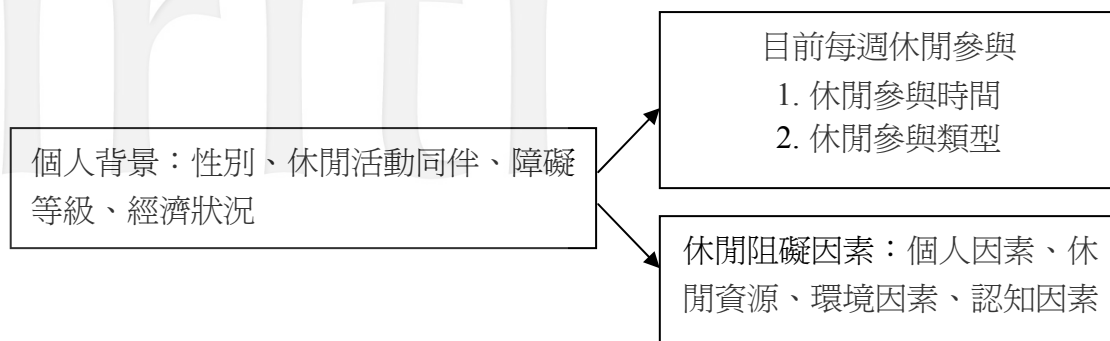 目前每週休閒參與
1. 休閒參與時間
2. 休閒參與類型
個人背景：性別、休閒活動同伴、障礙
等級、經濟狀況
休閒阻礙因素：個人因素、休
閒資源、環境因素、認知因素